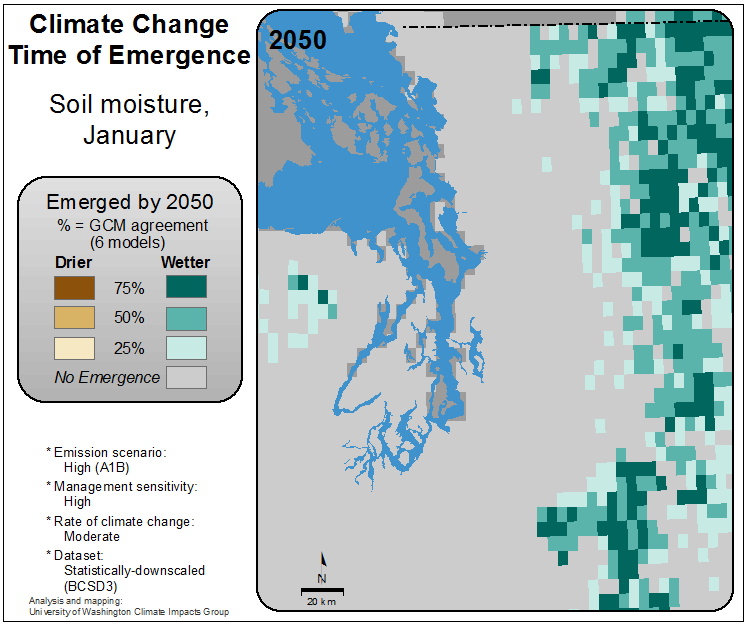 Climate Change
Time of Emergence
Soil moisture,
January
Emerged by 2050
% = GCM agreement
(6 models)
Drier Wetter
75%
50%
25%
No Emergence
* Emission scenario:
High (A1B)
* Management sensitivity:
High
* Rate of climate change:
Moderate
* Dataset:
Statistically-downscaled
(BCSD3)
Analysis and mapping:
University of Washington Climate Impacts Group
2050
N
20 km